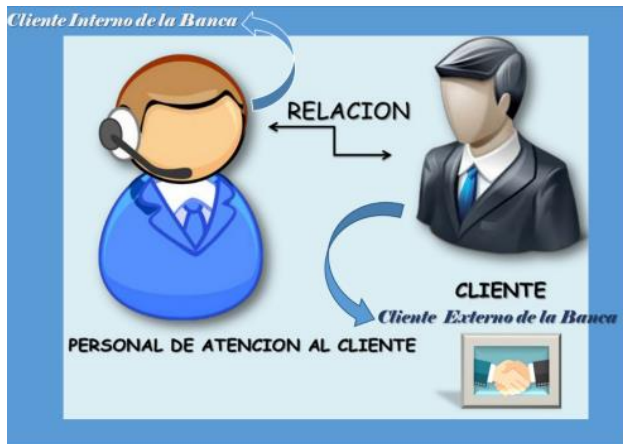 Cliente Interno de la Banca
RELACION
CLIENTE
Cliente Externo de la Banca
PERSONAL DE ATENCION AL CLIENTE